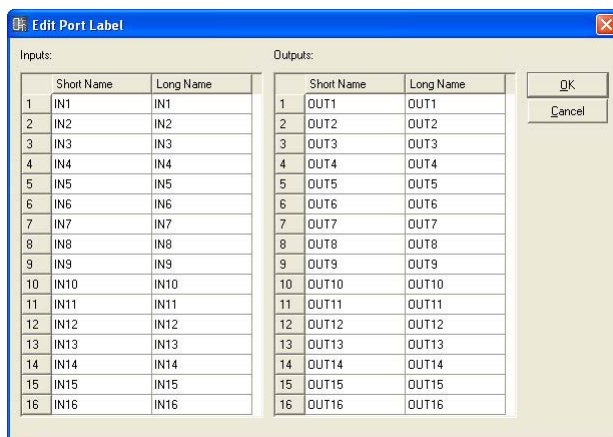 Edit Port Label
Inputs:
Outputs:
Short Name Long Name
Short Name Long Name
OK
Cancel
1 IN1 IN1
2 IN2 IN2
3 IN3 IN3
4 IN4 IN4
5 IN5 IN5
6 IN6 IN6
7 IN7 IN7
8 IN8 IN8
9 IN9 IN9
10 IN10 IN10
11 IN11 IN11
12 IN12 IN12
13 IN13 IN13
14 IN14 IN14
15 IN15 IN15
16 IN16 IN16
1 OUT1 OUT1
2 OUT2 OUT2
3 OUT3 OUT3
4 OUT4 OUT4
5 OUT5 OUT5
6 OUT6 OUT6
7 OUT7 OUT7
8 OUT8 OUT8
9 OUT9 OUT9
10 OUT10 OUT10
11 OUT11 OUT11
12 OUT12 OUT12
13 OUT13 OUT13
14 OUT14 OUT14
15 OUT15 OUT15
16 OUT16 OUT16